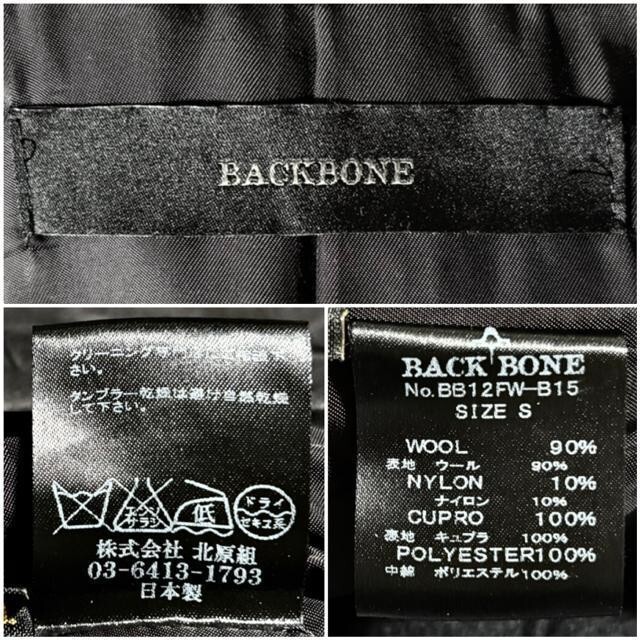 BACKBONE
さい。
タンブラー乾燥は避け自然乾燥
して下さい。
エンソ
サラシ
低
ドライ
セキユ系
株式会社 北原組
03-6413-1793
日本製
BACK BONE
No.BB12FW-B15
SIZE S
WOOL 90%
表地 ウール 90%
NYLON 10%
ナイロン 10%
CUPRO 100%
裏地 キュプラ 100%
POLYESTER100%
中綿 ポリエステル100%